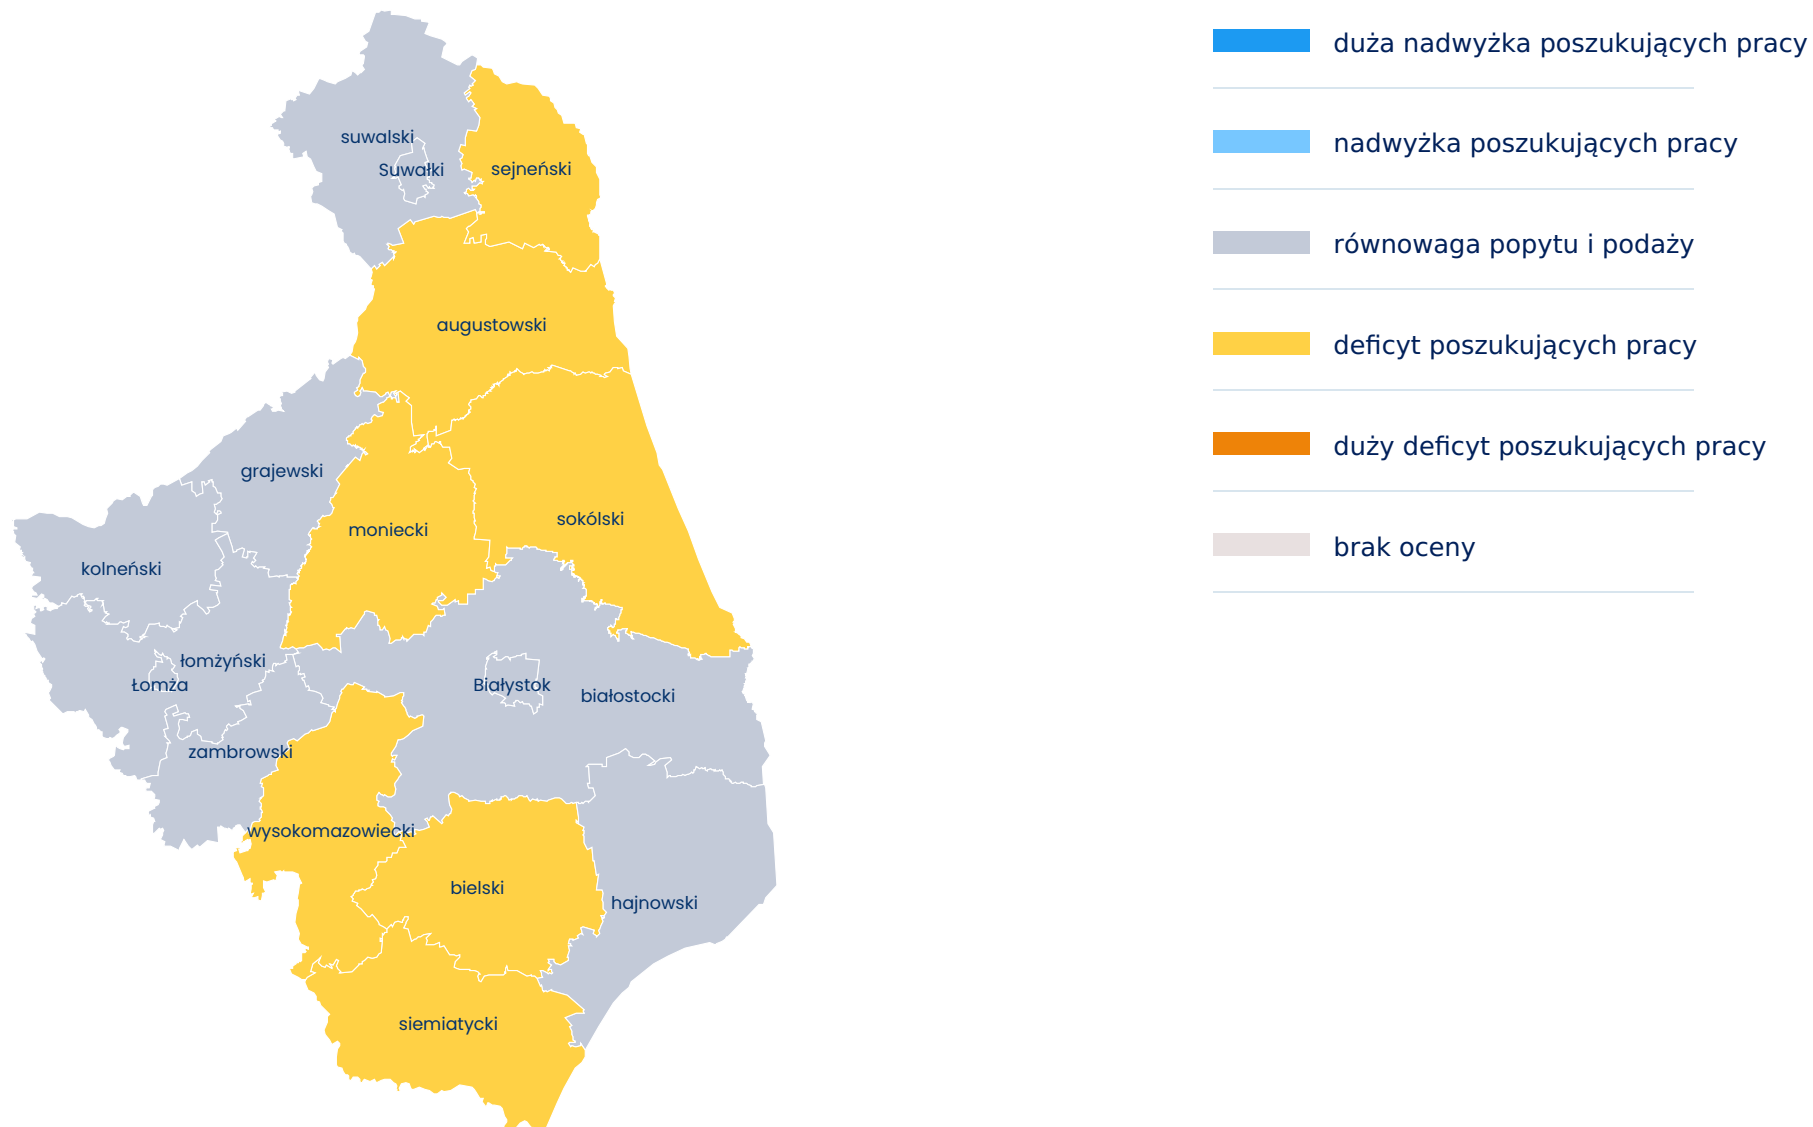 suwalski
Suwałki
sejneński
augustowski
grajewski
moniecki
sokólski
kolneński
łomżyński
Łomża
Białystok
białostocki
zambrowski
wysokomazowiecki
bielski
hajnowski
siemiatycki
duża nadwyżka poszukujących pracy
nadwyżka poszukujących pracy
równowaga popytu i podaży
deficyt poszukujących pracy
duży deficyt poszukujących pracy
brak oceny